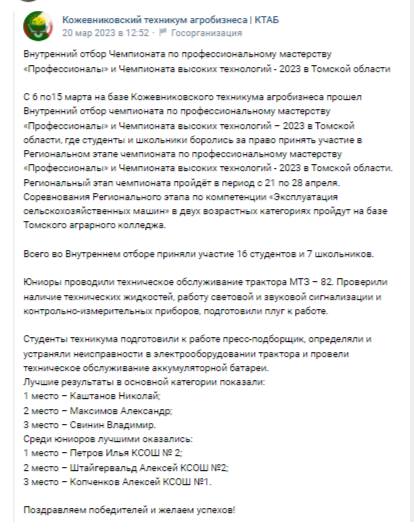 Кожевниковский техникум агробизнеса | КТАБ
20 мар 2023 в 12:52 · Госорганизация
Внутренний отбор Чемпионата по профессиональному мастерству
«Профессионалы» и Чемпионата высоких технологий - 2023 в Томской области
С 6 по15 марта на базе Кожевниковского техникума агробизнеса прошел
Внутренний отбор чемпионата по профессиональному мастерству
«Профессионалы» и Чемпионата высоких технологий – 2023 в Томской
области, где студенты и школьники боролись за право принять участие в
Региональном этапе чемпионата по профессиональному мастерству
«Профессионалы» и Чемпионата высоких технологий - 2023 в Томской области.
Региональный этап чемпионата пройдёт в период с 21 по 28 апреля.
Соревнования Регионального этапа по компетенции «Эксплуатация
сельскохозяйственных машин» в двух возрастных категориях пройдут на базе
Томского аграрного колледжа.
Всего во Внутреннем отборе приняли участие 16 студентов и 7 школьников.
Юниоры проводили техническое обслуживание трактора МТЗ – 82. Проверили
наличие технических жидкостей, работу световой и звуковой сигнализации и
контрольно-измерительных приборов, подготовили плуг к работе.
Студенты техникума подготовили к работе пресс-подборщик, определяли и
устраняли неисправности в электрооборудовании трактора и провели
техническое обслуживание аккумуляторной батареи.
Лучшие результаты в основной категории показали:
1 место – Каштанов Николай;
2 место – Максимов Александр;
3 место – Свинин Владимир.
Среди юниоров лучшими оказались:
1 место – Петров Илья КСОШ № 2;
2 место – Штайгервальд Алексей КСОШ №2;
3 место – Копченков Алексей КСОШ №1.
Поздравляем победителей и желаем успехов!